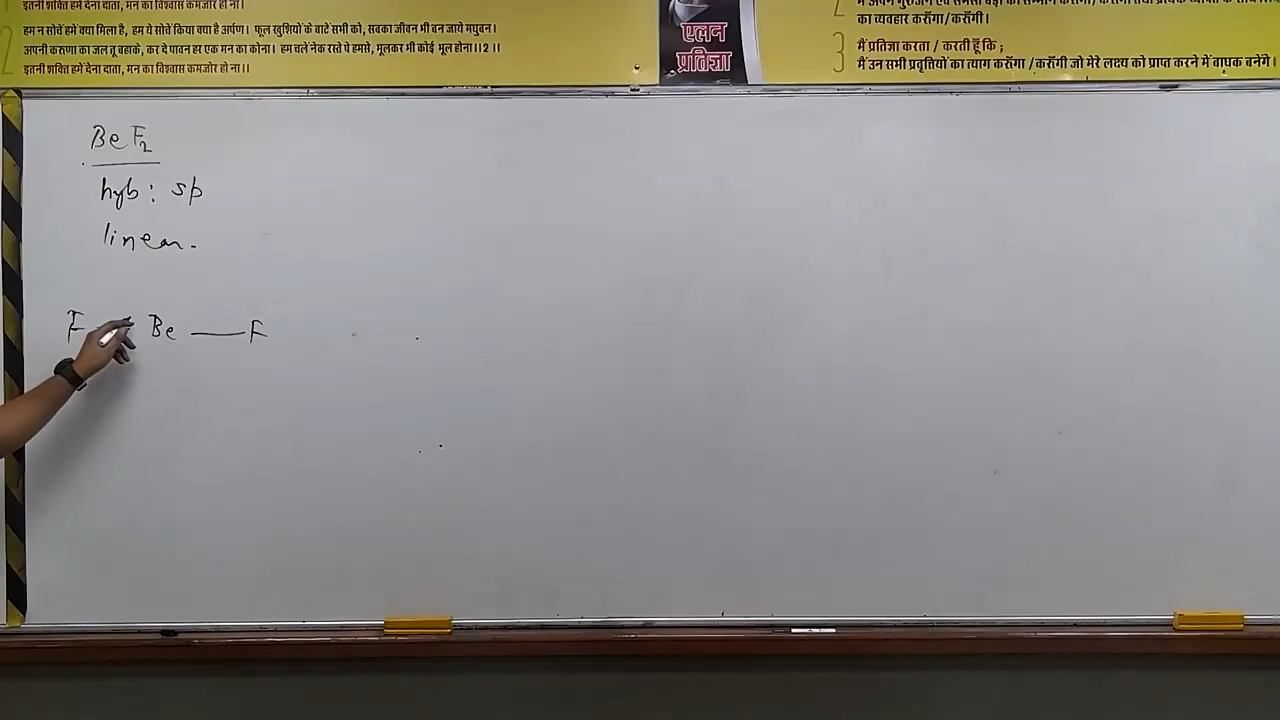 इतनी शक्ति हमें देना दाता, मन का विश्वास कमजोर हो ना।
2 हम न सोचें हमें क्या मिला है, हम ये सोचें किया क्या है अर्पण। फूल खुशियों के बाटें सभी को, सबका जीवन भी बन जाये मधुबन।
अपनी करुणा का जल तू बहाके, कर दे पावन हर एक मन का कोना। हम चलें नेक रास्ते पे हमसे, भूलकर भी कोई भूल होना।।2।।
इतनी शक्ति हमें देना दाता, मन का विश्वास कमजोर हो ना।।
एलन
प्रतिज्ञा
का व्यवहार करूँगा/करूँगी।
3 मैं प्रतिज्ञा करता / करती हूँ कि ;
मैं उन सभी प्रवृत्तियों का त्याग करूँगा /करूँगी जो मेरे लक्ष्य को प्राप्त करने में बाधक बनेंगे।
BeF2
hyb: sp
linear.
F Be — F